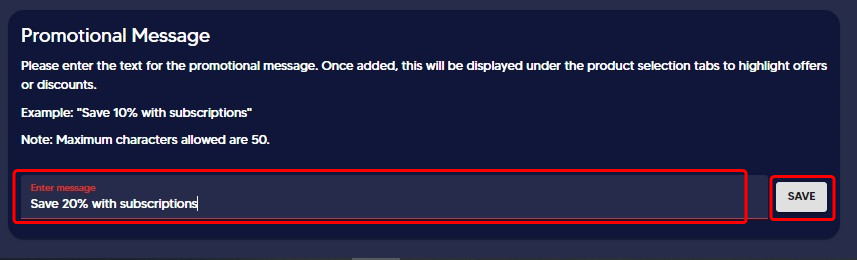 Promotional Message
Please enter the text for the promotional message. Once added, this will be displayed under the product selection tabs to highlight offers
or discounts.
Example: "Save 10% with subscriptions"
Note: Maximum characters allowed are 50.
Enter message
Save 20% with subscriptions
SAVE